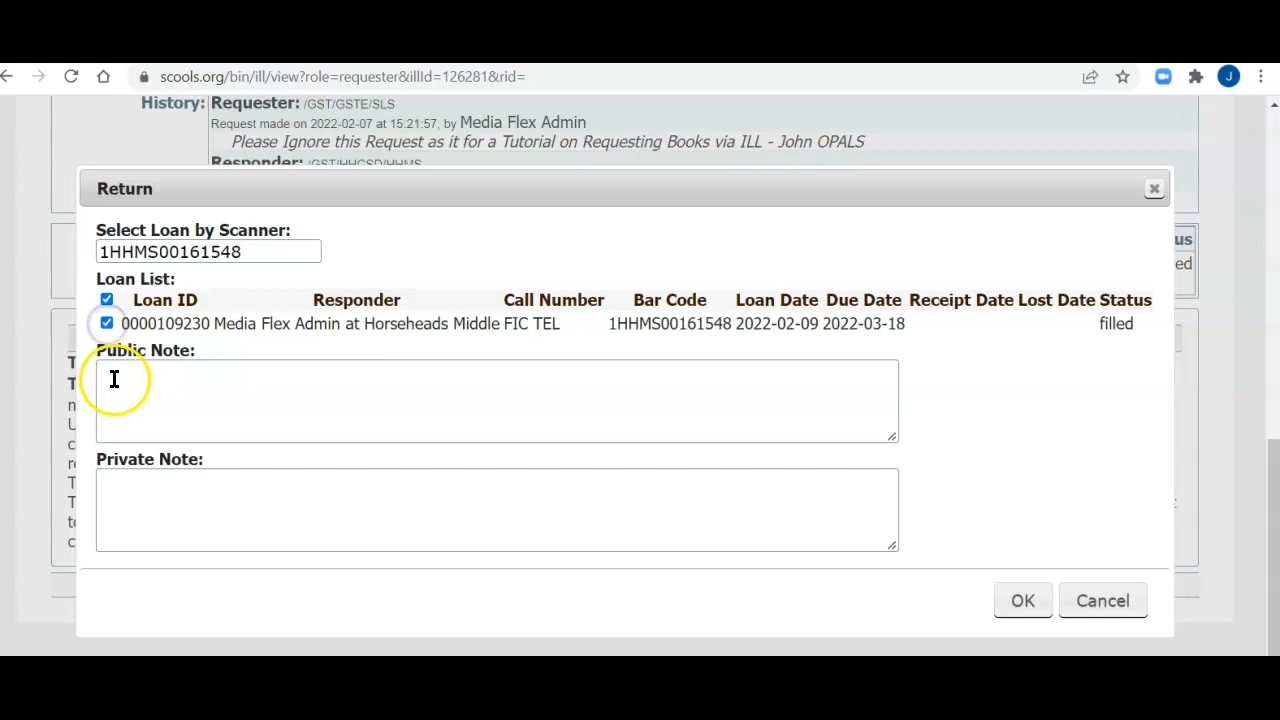 scools.org/bin/ill/view?role=requester&illId=126281&rid=
J
History: Requester: /GST/GSTE/SLS
Request made on 2022-02-07 at 15:21:57, by Media Flex Admin
Please Ignore this Request as it for a Tutorial on Requesting Books via ILL - John OPALS
Responder: /GST/HHCSD/HHMS
Return
Select Loan by Scanner:
1HHMS00161548
Loan List:
Loan ID Responder Call Number Bar Code Loan Date Due Date Receipt Date Lost Date Status
0000109230 Media Flex Admin at Horseheads Middle FIC TEL 1HHMS00161548 2022-02-09 2022-03-18 filled
Public Note:
Private Note:
OK Cancel